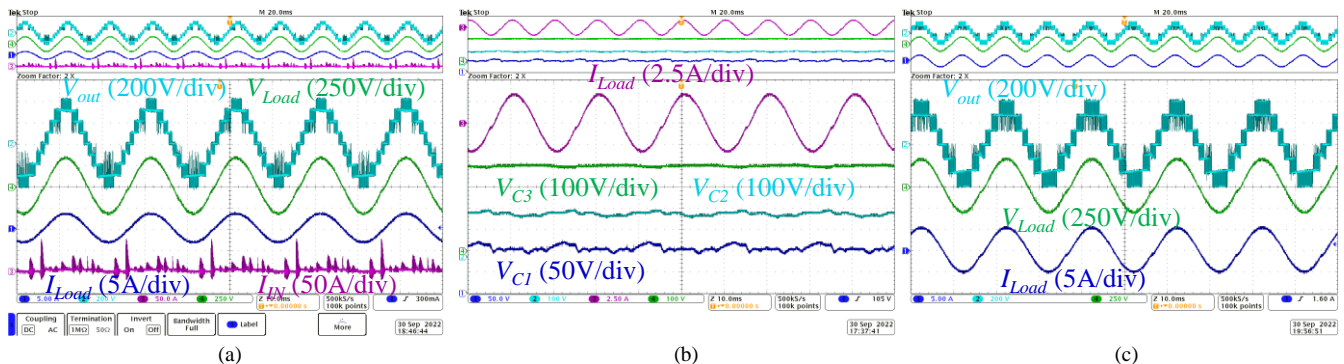 Tek Stop
M 20.0ms
Zoom Factor: 2 X
V_out (200V/div)
V_Load (250V/div)
I_Load (5A/div)
I_IN (50A/div)
200 V
50.0 A
250 V
Z 10.0ms
500kS/s
100k points
300mA
Coupling
DC AC
Termination
1MΩ 50Ω
Invert
On Off
Bandwidth
Full
Label
More
30 Sep 2022
18:46:44
(a)
Tek Stop
M 20.0ms
Zoom Factor: 2 X
I_Load (2.5A/div)
V_C3 (100V/div)
V_C2 (100V/div)
V_C1 (50V/div)
50.0 V
100 V
2.50 A
100 V
Z 10.0ms
0.00000 s
500kS/s
100k points
105 V
30 Sep 2022
17:37:41
(b)
Tek Stop
M 20.0ms
Zoom Factor: 2 X
V_out (200V/div)
V_Load (250V/div)
I_Load (5A/div)
5.00 A
200 V
250 V
Z 10.0ms
0.00000 s
500kS/s
100k points
1.60 A
30 Sep 2022
19:56:51
(c)